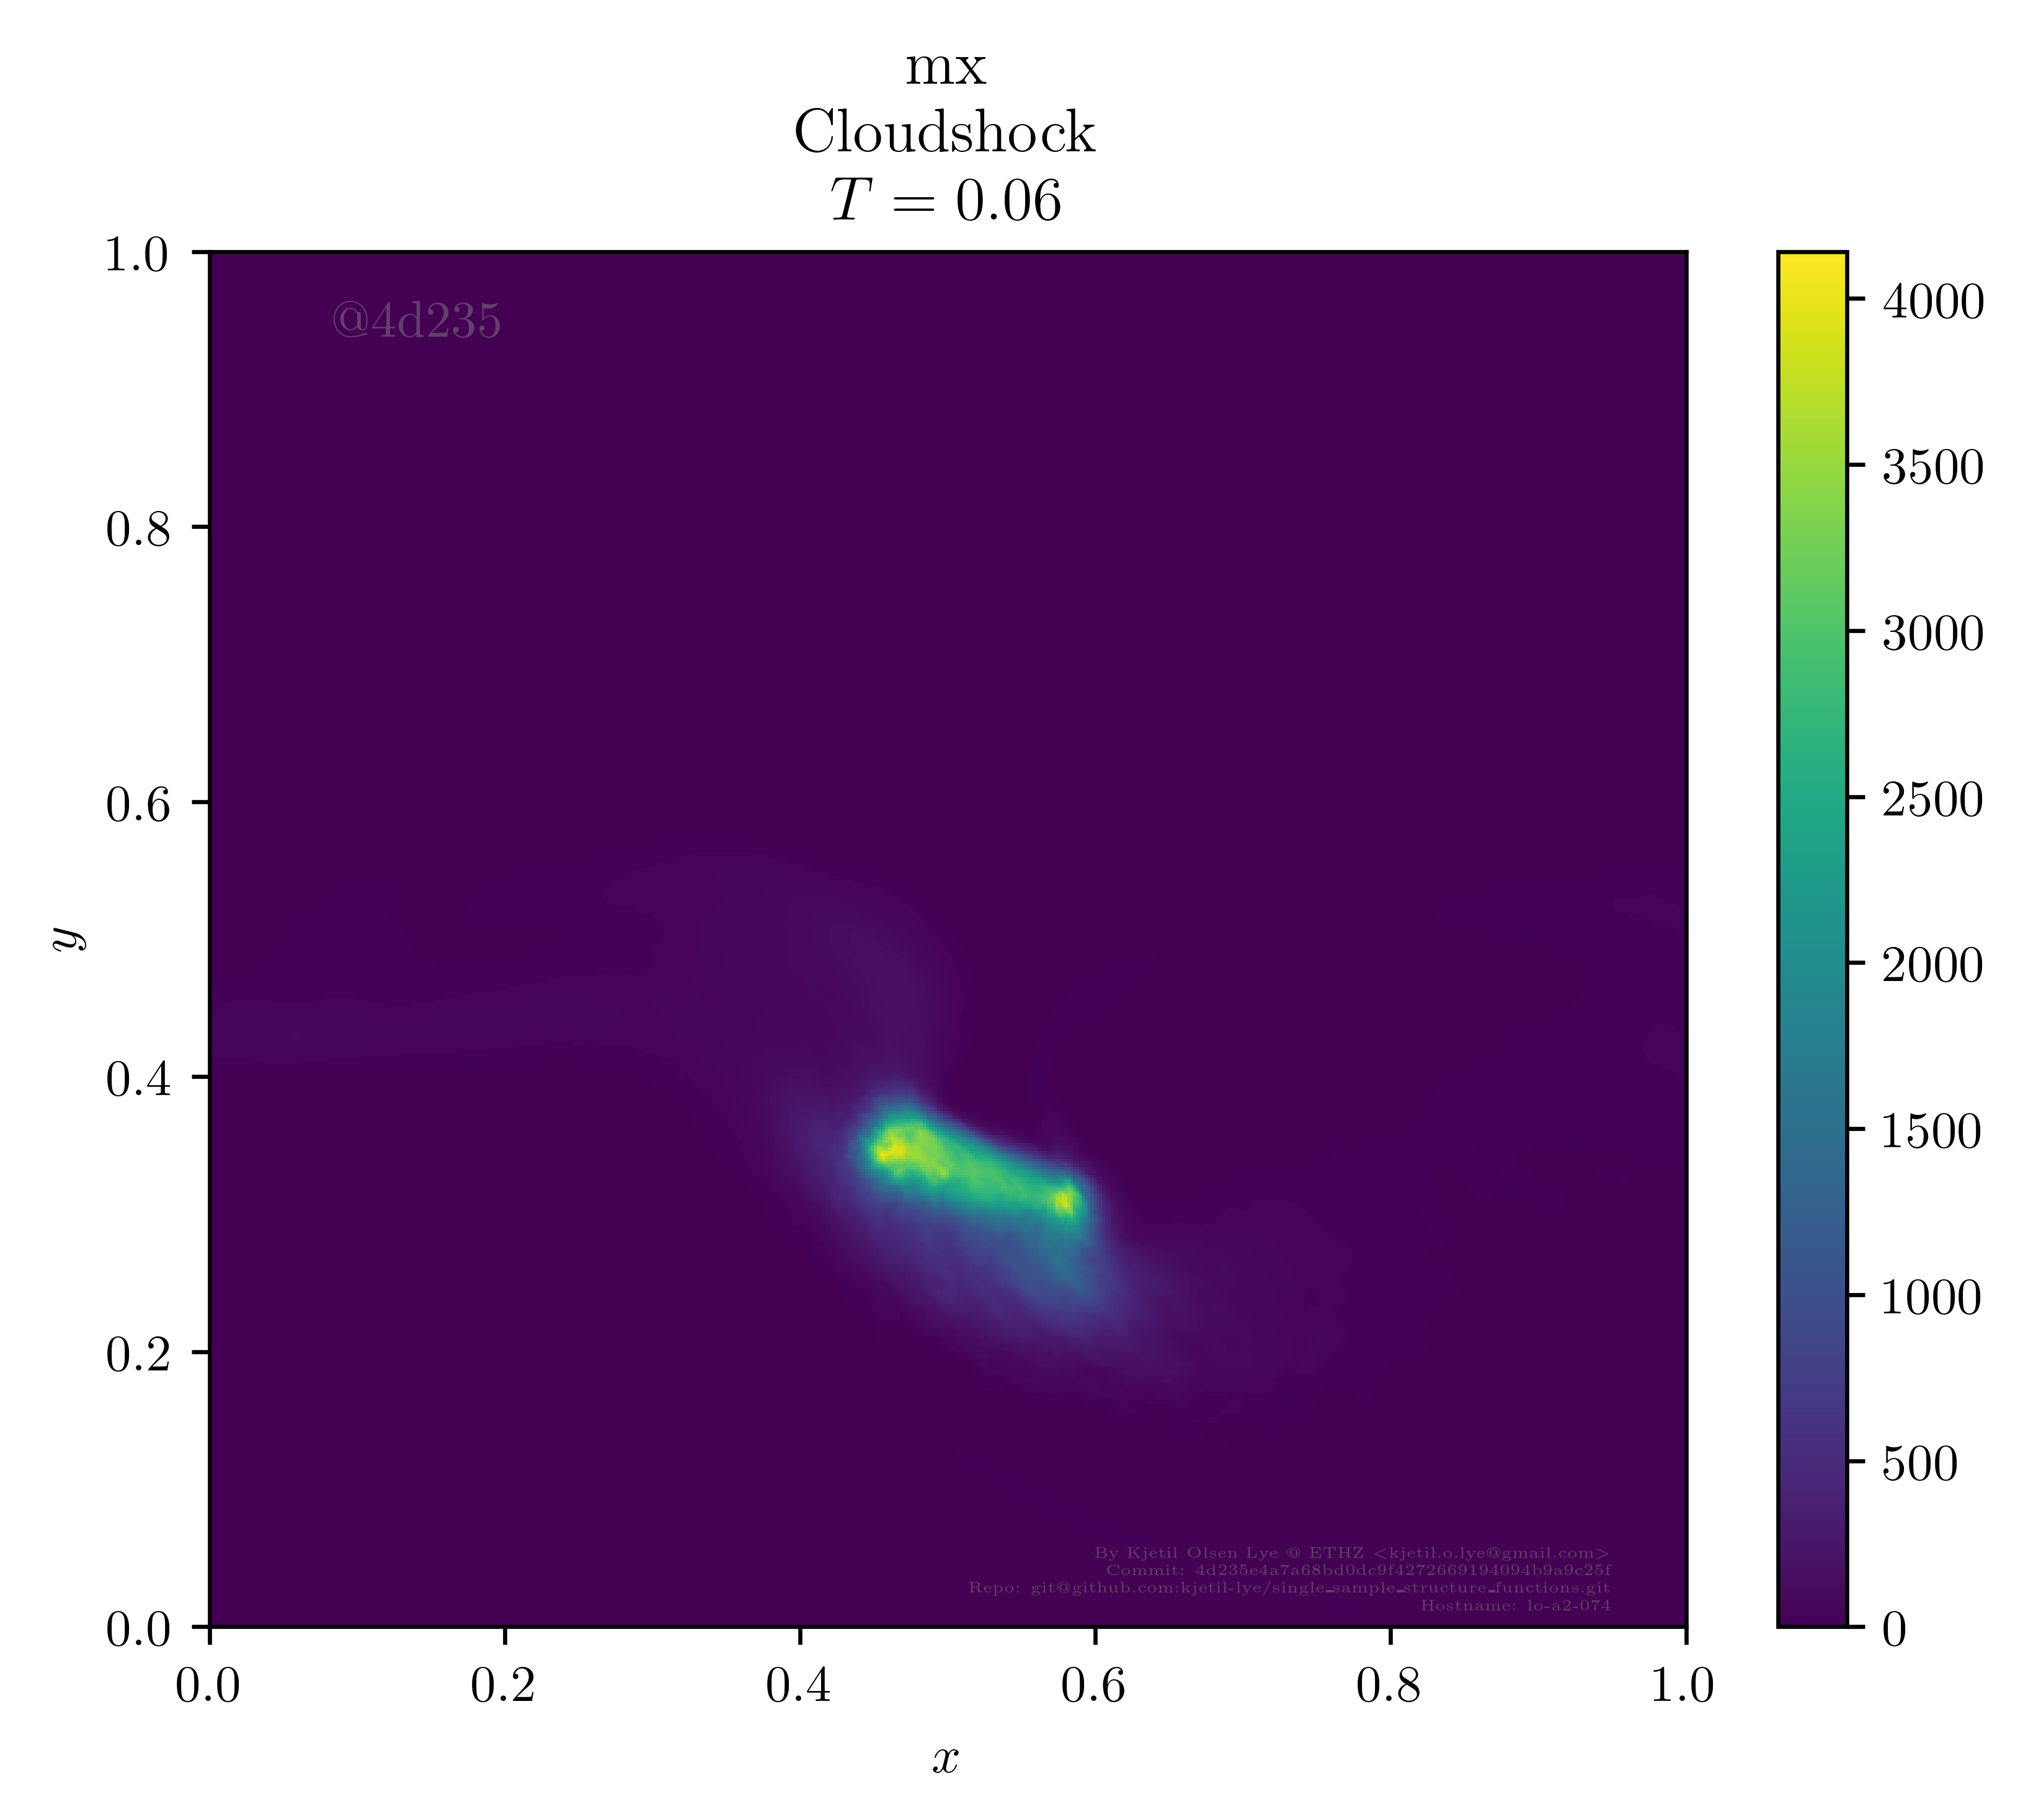 mx
Cloudshock
T = 0.06
1.0
0.8
0.6
0.4
0.2
0.0
y
@4d235
By Kjetil Olsen Lye @ ETHZ <kjetil.o.lye@gmail.com>
Commit: 4d235e4a7a68bd0dc9f4272669194094b9a9c25f
Repo: git@github.com:kjetil-lye/single_sample_structure_functions.git
Hostname: lo-a2-074
0.0 0.2 0.4 0.6 0.8 1.0
x
4000
3500
3000
2500
2000
1500
1000
500
0